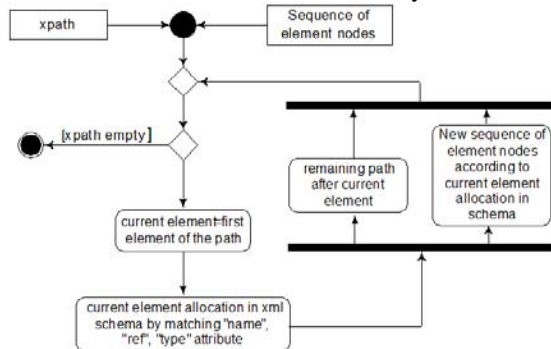 xpath
Sequence of
element nodes
[xpath empty]
remaining path
after current
element
New sequence of
element nodes
according to
current element
allocation in
schema
current element=first
element of the path
current element allocation in xml
schema by matching "name",
"ref", "type" attribute